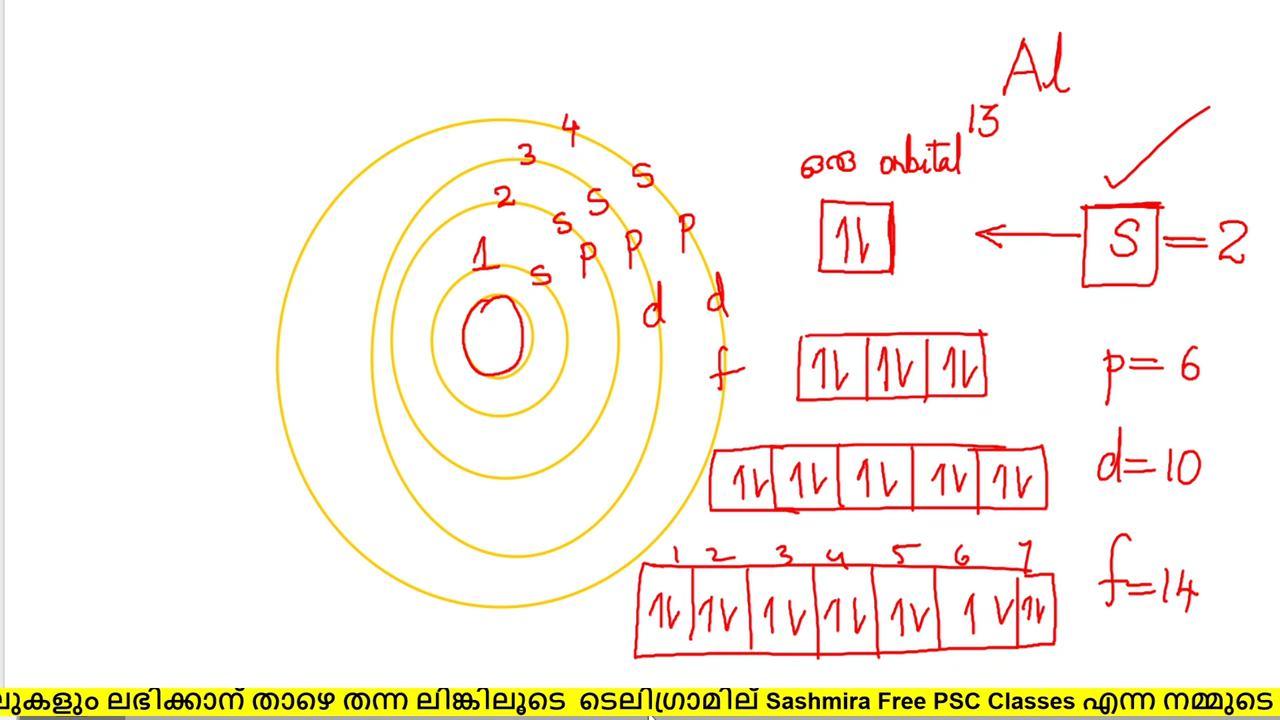 Al
13
ഒരു orbital
4
3
2
1
s
s p
s p d
s p d f
S = 2
p = 6
d = 10
1 2 3 4 5 6 7
f = 14
ലുകളും ലഭിക്കാന് താഴെ തന്ന ലിങ്കിലൂടെ ടെലിഗ്രാമില് Sashmira Free PSC Classes എന്ന നമ്മുടെ